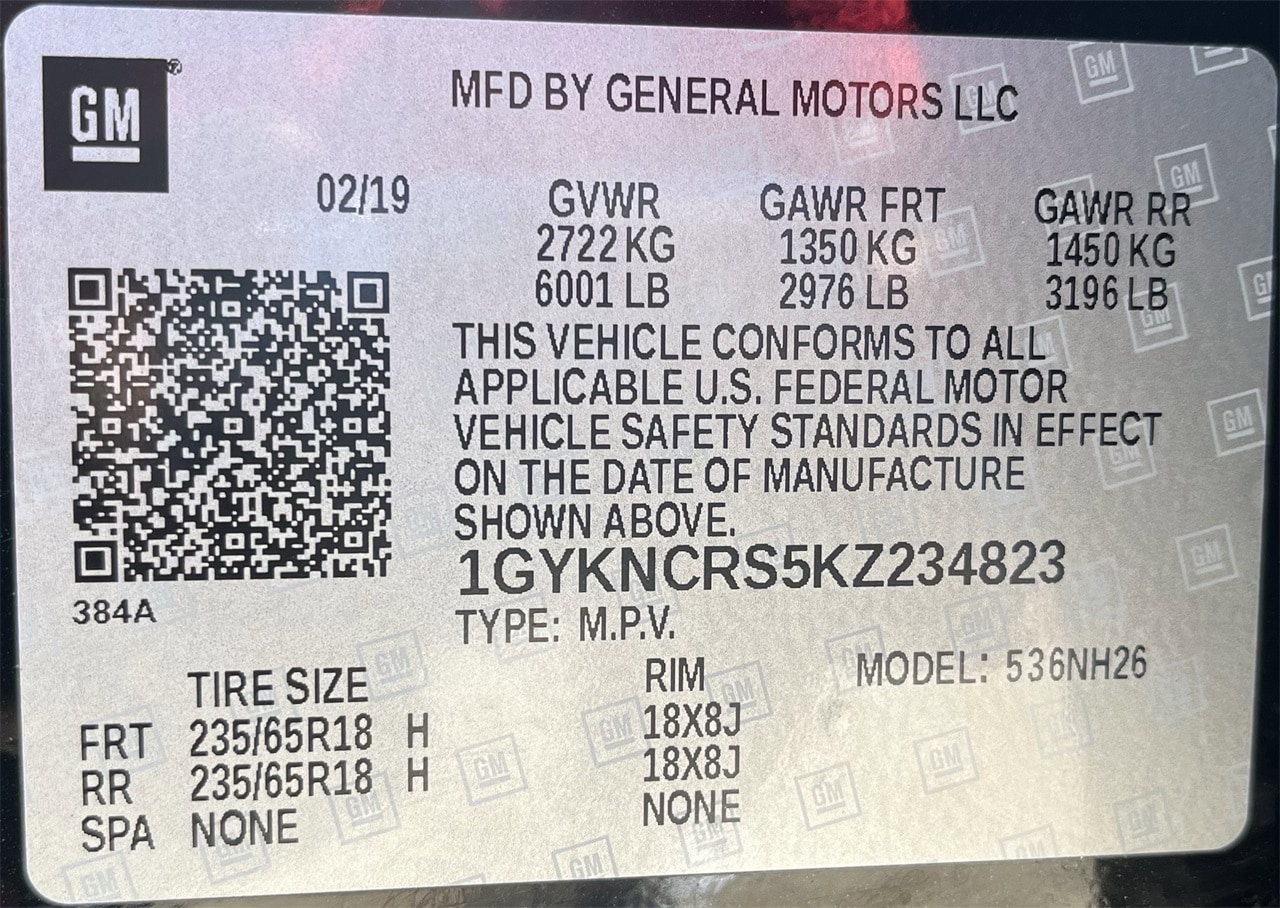 GM®
MFD BY GENERAL MOTORS LLC
02/19
GVWR GAWR FRT GAWR RR
2722 KG 1350 KG 1450 KG
6001 LB 2976 LB 3196 LB
THIS VEHICLE CONFORMS TO ALL
APPLICABLE U.S. FEDERAL MOTOR
VEHICLE SAFETY STANDARDS IN EFFECT
ON THE DATE OF MANUFACTURE
SHOWN ABOVE.
1GYKNCRS5KZ234823
384A
TYPE: M.P.V.
MODEL: 536NH26
TIRE SIZE RIM
FRT 235/65R18 H 18X8J
RR 235/65R18 H 18X8J
SPA NONE NONE